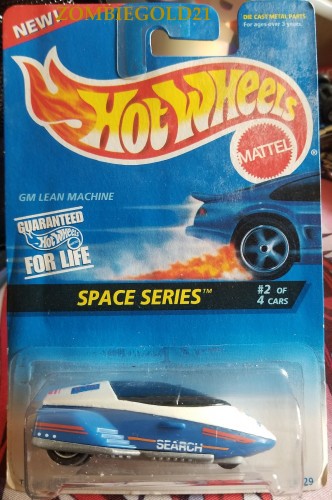 ZOMBIEGOLD21
NEW!
DIE CAST METAL PARTS
For ages over 3 years.
HOT WHEELS
MATTEL
GM LEAN MACHINE
GUARANTEED
Hot Wheels
FOR LIFE
SPACE SERIES™
#2 OF
4 CARS
SEARCH
29